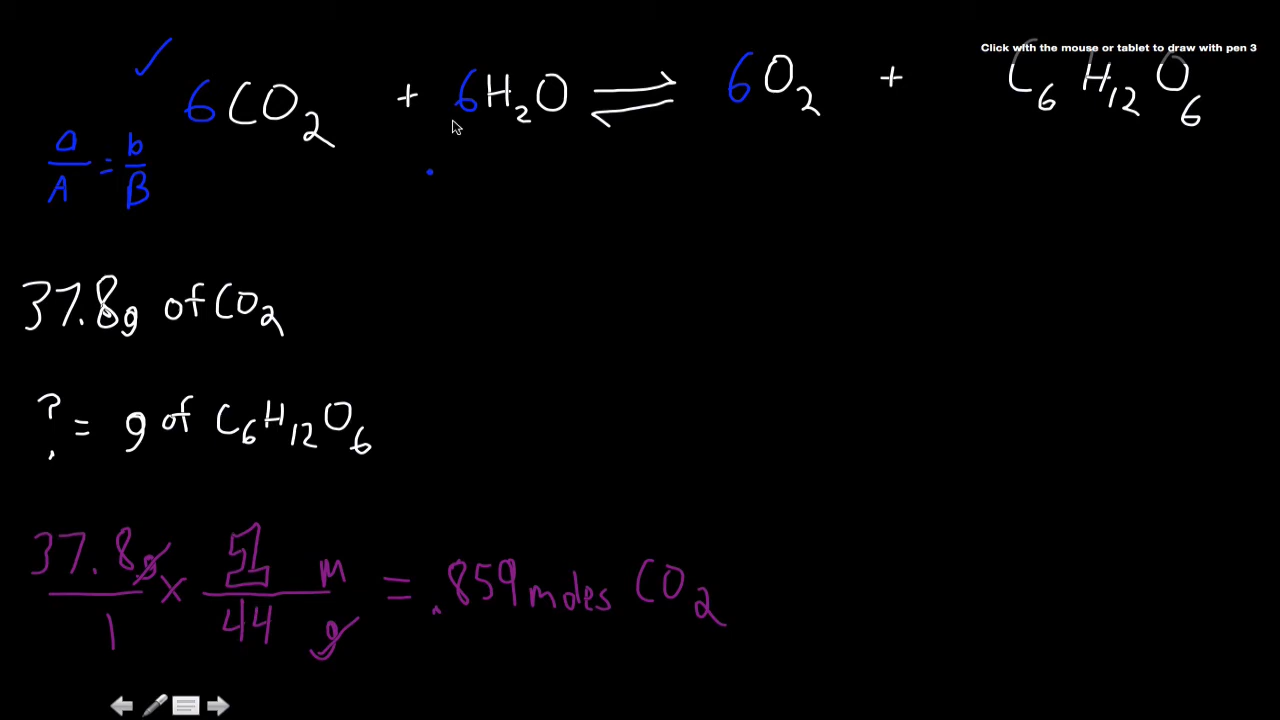 Click with the mouse or tablet to draw with pen 3
✓ 6CO₂ + 6H₂O ⇌ 6O₂ + C₆H₁₂O₆
a/A = b/B
37.8g of CO₂
? = g of C₆H₁₂O₆
37.8g/1 x 1 m/44 g = .859 moles CO₂